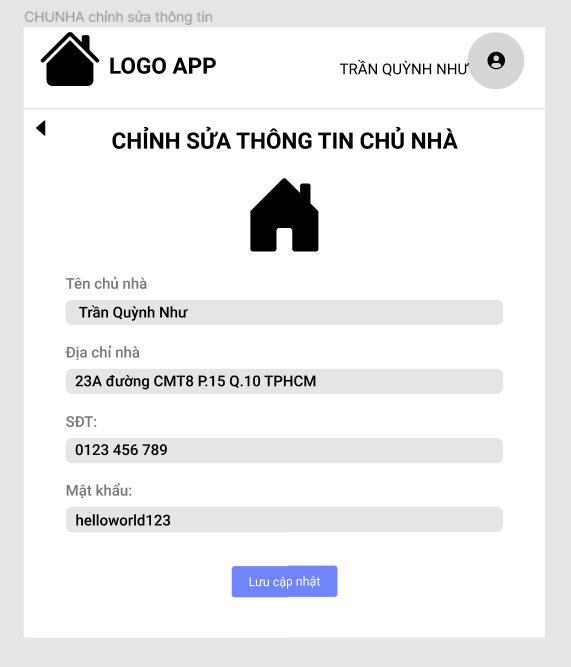 CHUNHA chỉnh sửa thông tin
LOGO APP
TRẦN QUỲNH NHƯ
CHỈNH SỬA THÔNG TIN CHỦ NHÀ
Tên chủ nhà
Trần Quỳnh Như
Địa chỉ nhà
23A đường CMT8 P.15 Q.10 TPHCM
SĐT:
0123 456 789
Mật khẩu:
helloworld123
Lưu cập nhật